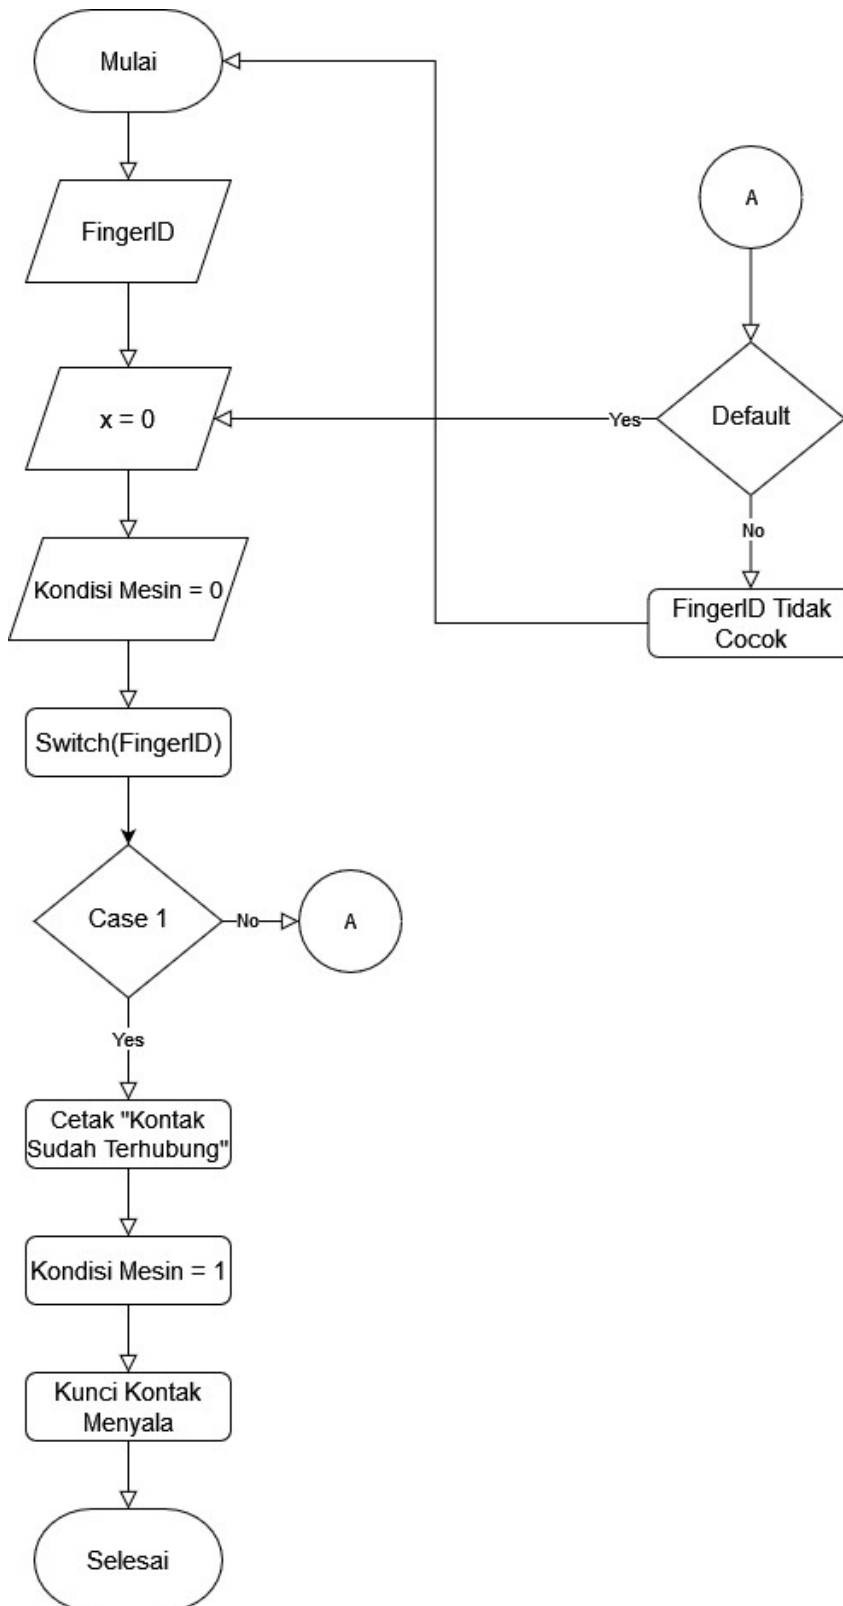 Mulai
FingerID
x = 0
Kondisi Mesin = 0
Switch(FingerID)
Case 1
No
A
Yes
Cetak "Kontak
Sudah Terhubung"
Kondisi Mesin = 1
Kunci Kontak
Menyala
Selesai
A
Default
Yes
No
FingerID Tidak
Cocok